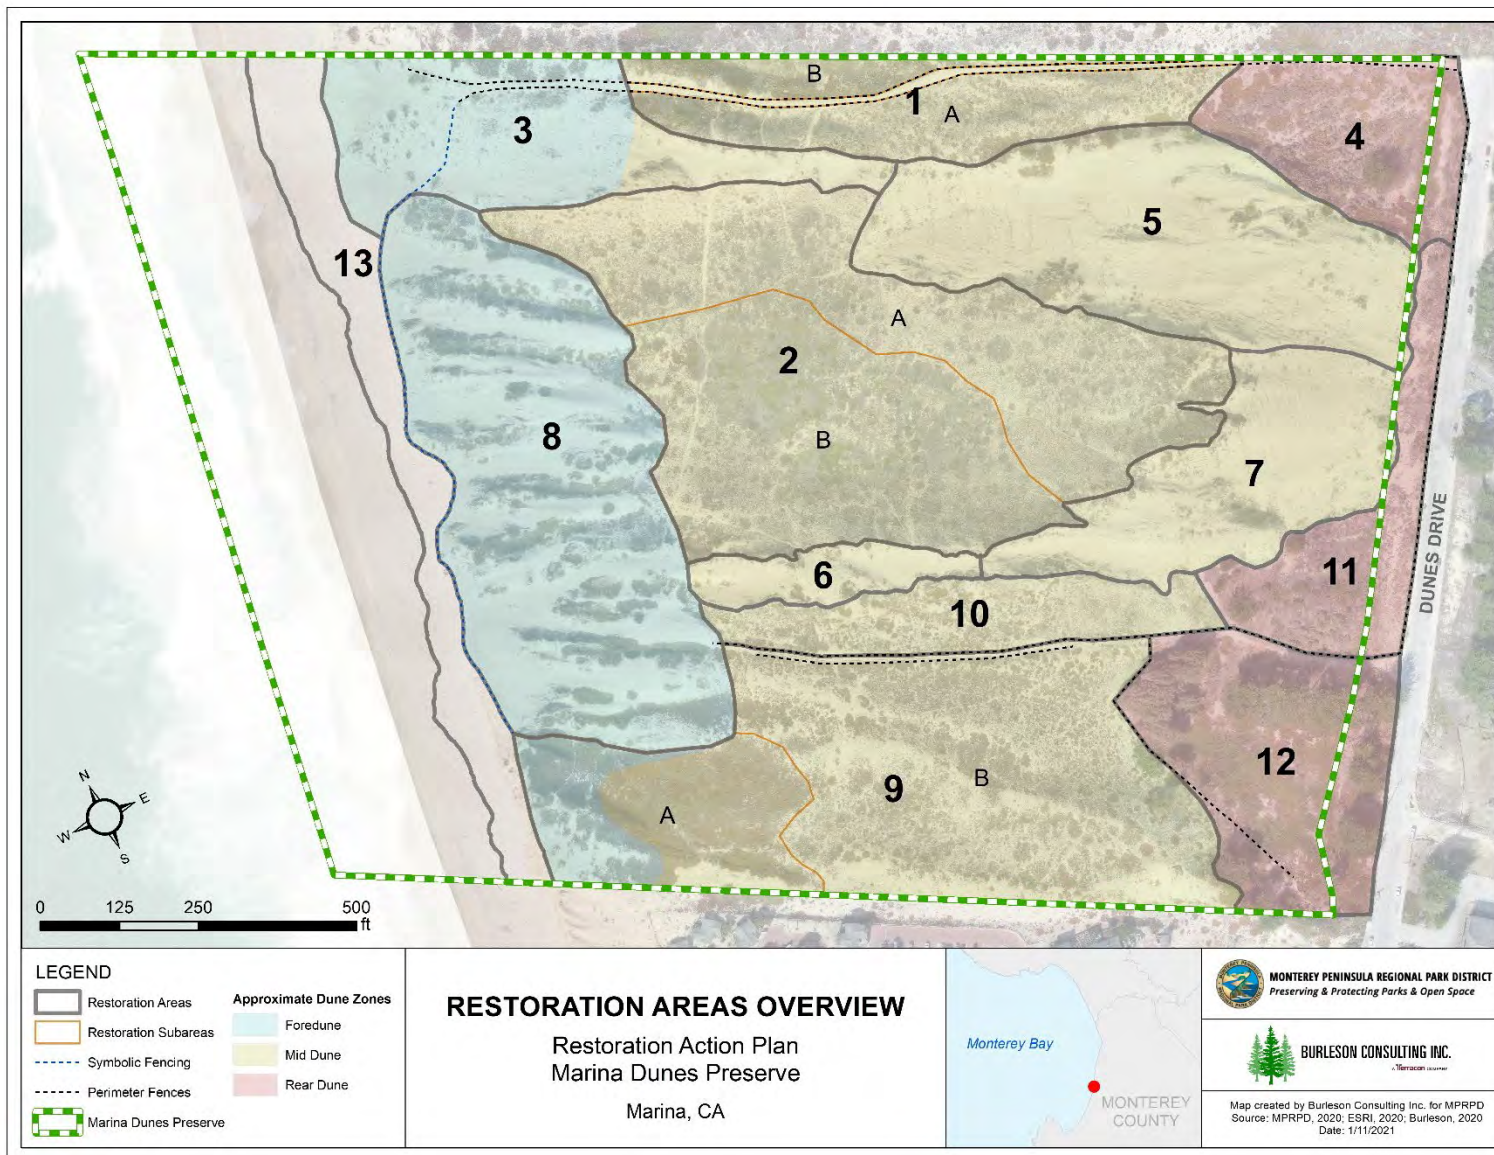 B
1
A
3
4
5
13
A
2
8
B
7
6
11
10
DUNES DRIVE
12
9
B
A
N
E
W
S
0 125 250 500
ft
LEGEND
Restoration Areas
Restoration Subareas
Symbolic Fencing
Perimeter Fences
Marina Dunes Preserve
Approximate Dune Zones
Foredune
Mid Dune
Rear Dune
RESTORATION AREAS OVERVIEW
Restoration Action Plan
Marina Dunes Preserve
Marina, CA
Monterey Bay
MONTEREY
COUNTY
MONTEREY PENINSULA REGIONAL PARK DISTRICT
Preserving & Protecting Parks & Open Space
BURLESON CONSULTING INC.
A Terracon COMPANY
Map created by Burleson Consulting Inc. for MPRPD
Source: MPRPD, 2020; ESRI, 2020; Burleson, 2020
Date: 1/11/2021